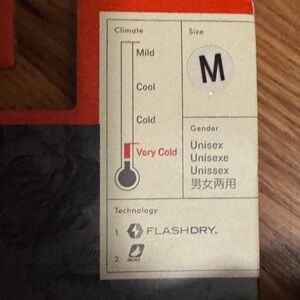 Climate
Mild
Cool
Cold
Very Cold
Size
M
Gender
Unisex
Unisexe
Unissex
男女两用
Technology
1. FLASHDRY.
2.